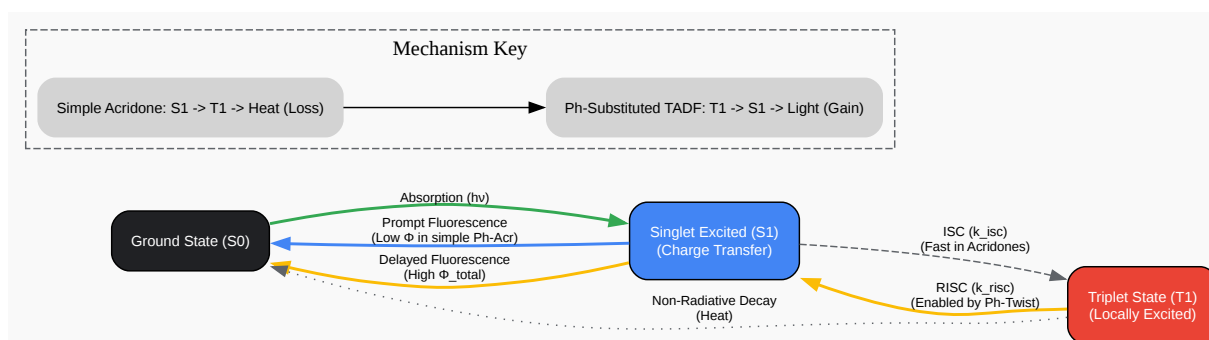 Mechanism Key
Simple Acridone: S1 -> T1 -> Heat (Loss)
Ph-Substituted TADF: T1 -> S1 -> Light (Gain)
Absorption (hν)
Ground State (S0)
Prompt Fluorescence
(Low Φ in simple Ph-Acr)
Delayed Fluorescence
(High Φ_total)
Singlet Excited (S1)
(Charge Transfer)
ISC (k_isc)
(Fast in Acridones)
RISC (k_risc)
(Enabled by Ph-Twist)
Non-Radiative Decay
(Heat)
Triplet State (T1)
(Locally Excited)